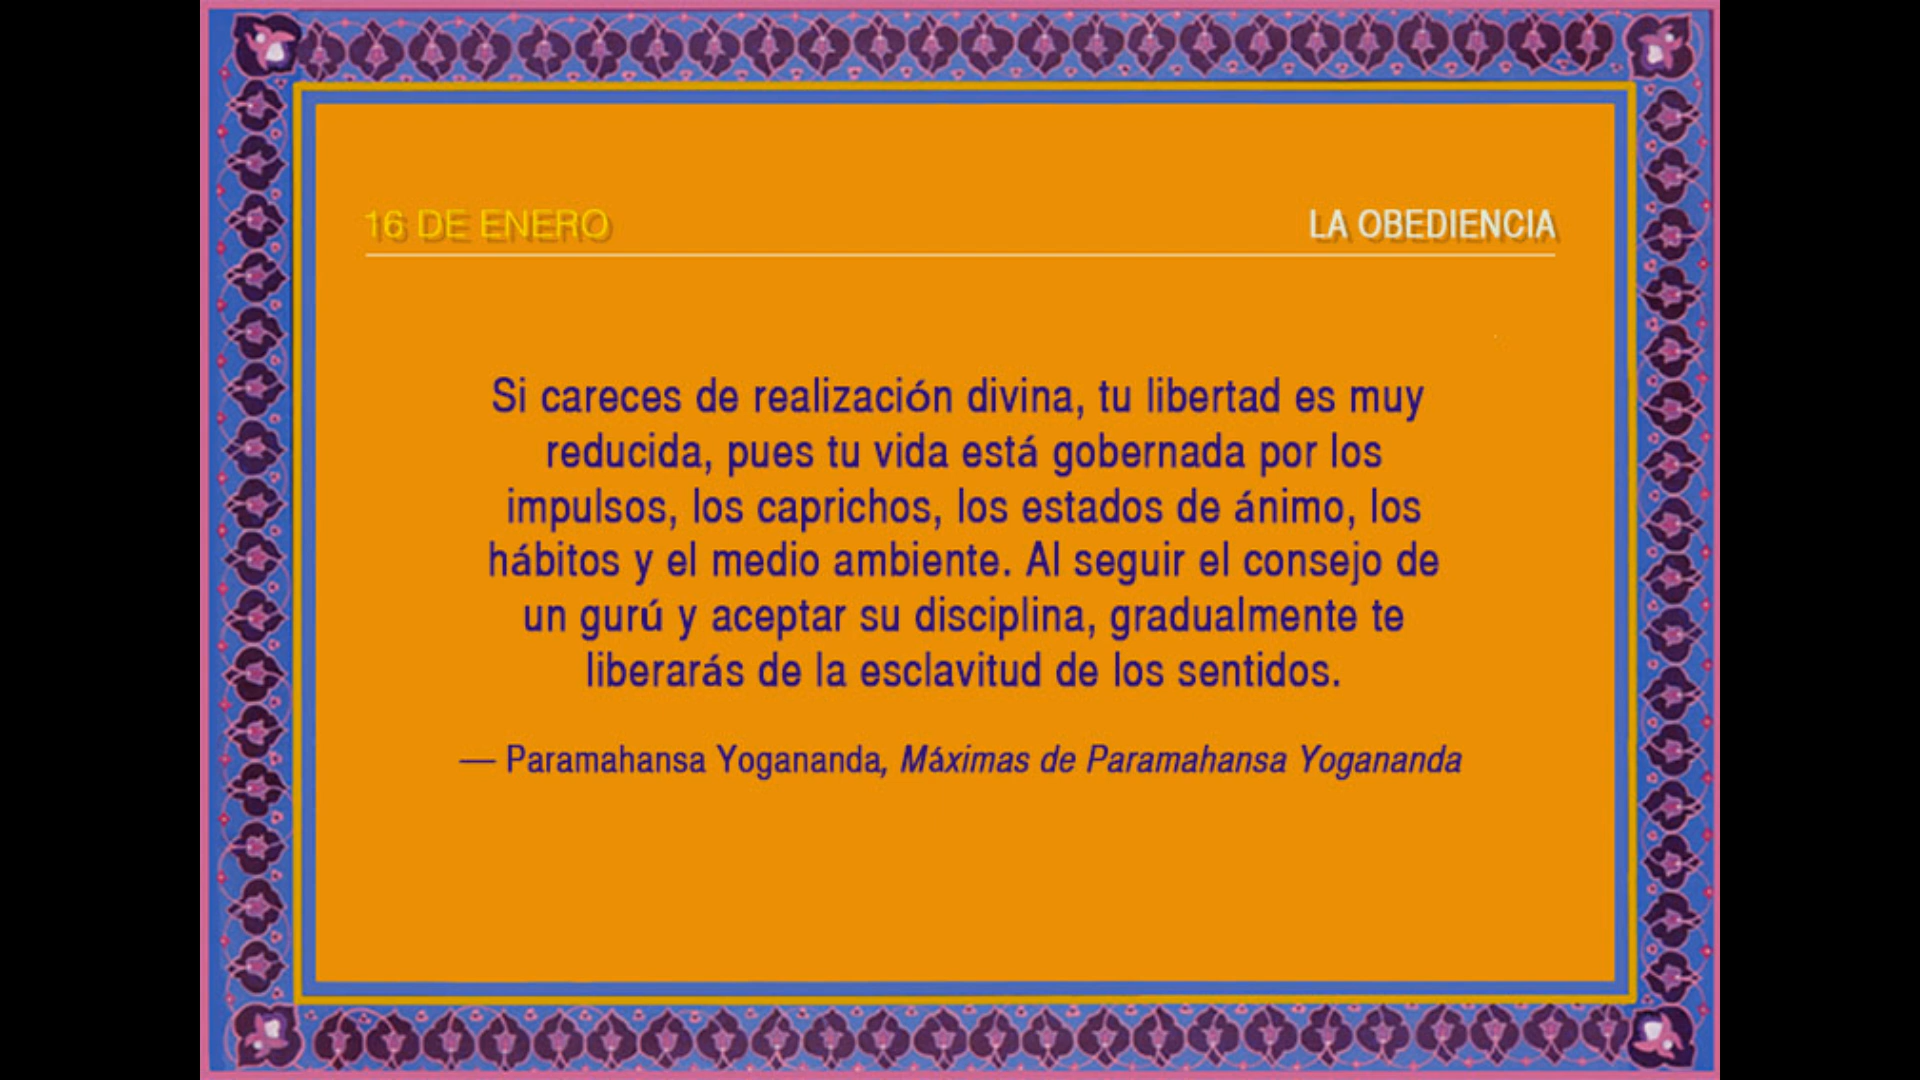 16 DE ENERO
LA OBEDIENCIA
Si careces de realización divina, tu libertad es muy
reducida, pues tu vida está gobernada por los
impulsos, los caprichos, los estados de ánimo, los
hábitos y el medio ambiente. Al seguir el consejo de
un gurú y aceptar su disciplina, gradualmente te
liberarás de la esclavitud de los sentidos.
— Paramahansa Yogananda, Máximas de Paramahansa Yogananda